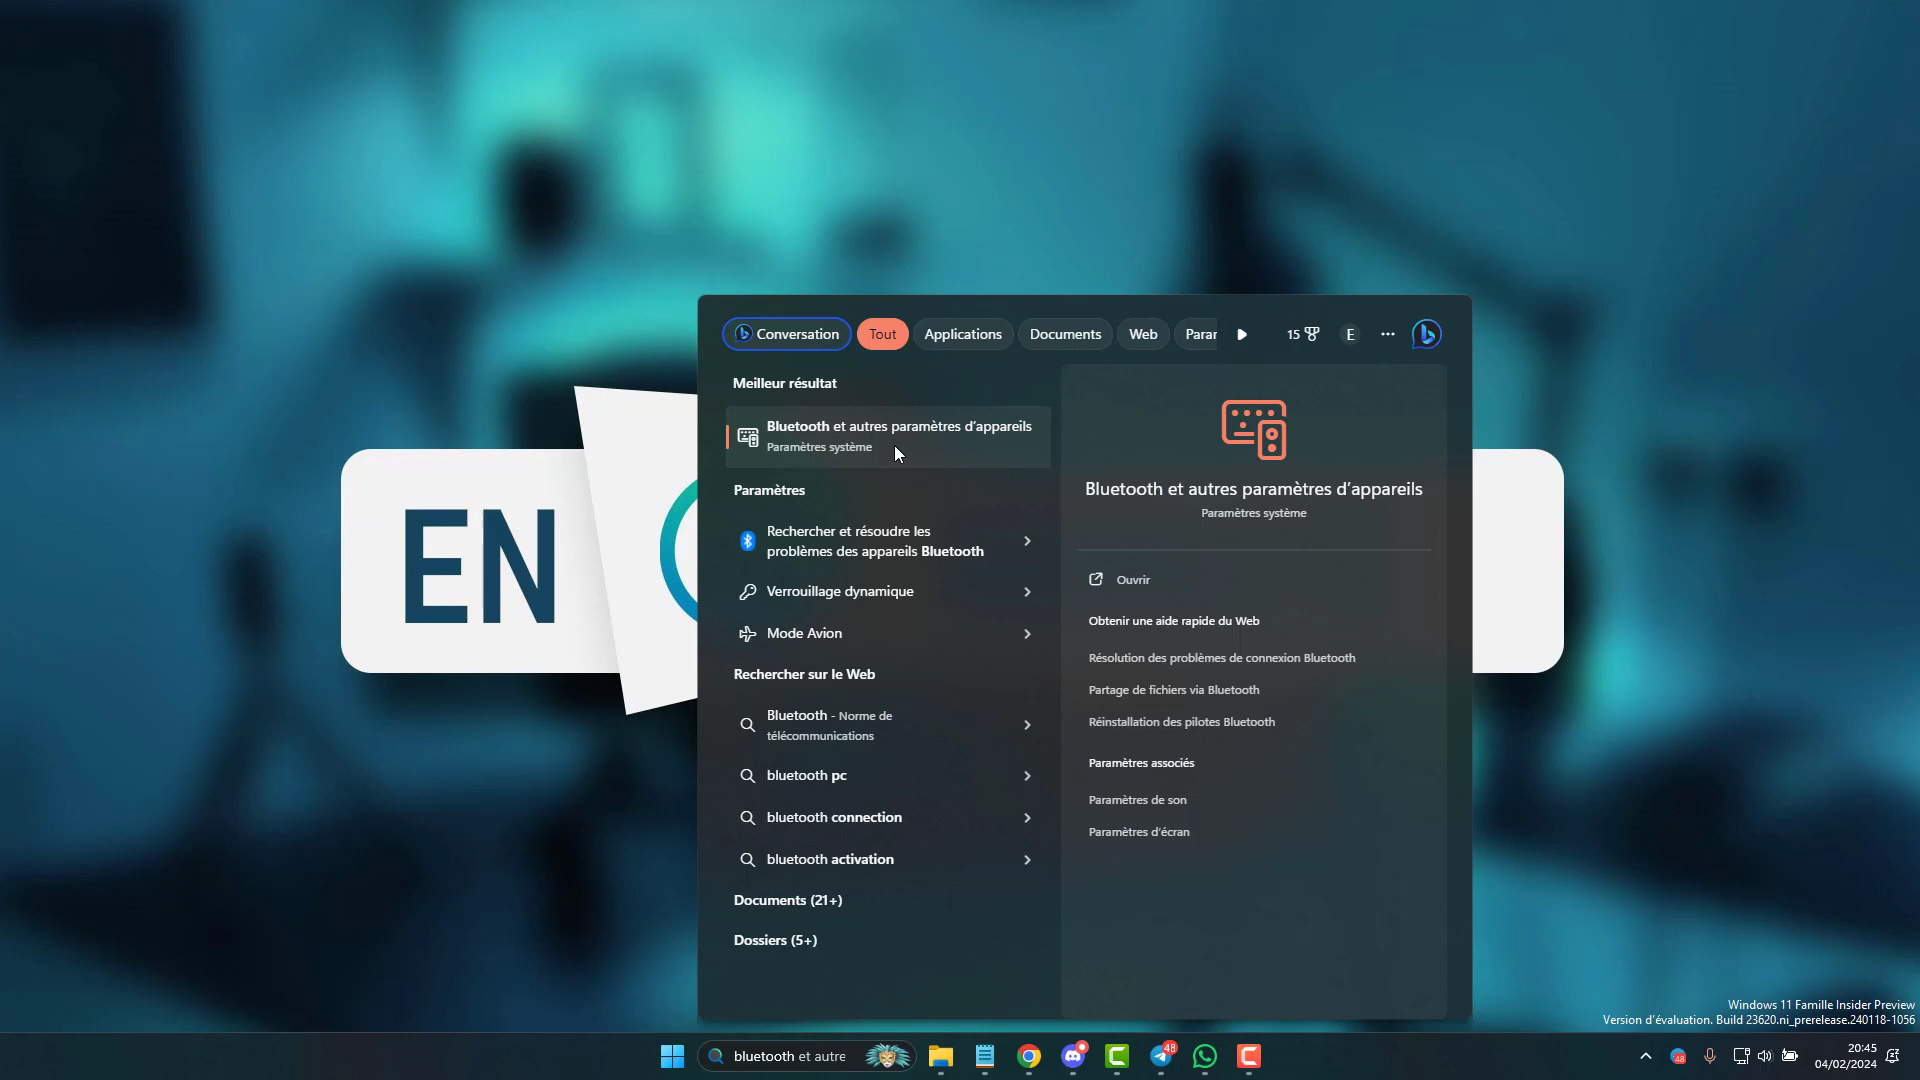 Conversation Tout Applications Documents Web Parar 15 E
Meilleur résultat
Bluetooth et autres paramètres d’appareils
Paramètres système
Paramètres
Rechercher et résoudre les
problèmes des appareils Bluetooth
Verrouillage dynamique
Mode Avion
Rechercher sur le Web
Bluetooth - Norme de
télécommunications
bluetooth pc
bluetooth connection
bluetooth activation
Documents (21+)
Dossiers (5+)
Bluetooth et autres paramètres d’appareils
Paramètres système
Ouvrir
Obtenir une aide rapide du Web
Résolution des problèmes de connexion Bluetooth
Partage de fichiers via Bluetooth
Réinstallation des pilotes Bluetooth
Paramètres associés
Paramètres de son
Paramètres d’écran
EN
Windows 11 Famille Insider Preview
Version d’évaluation. Build 23620.ni_prerelease.240118-1056
bluetooth et autre
48
48
20:45
04/02/2024